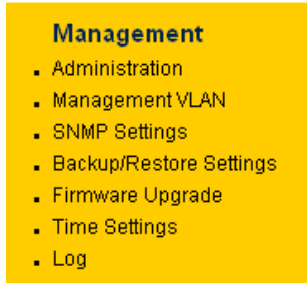 Management
Administration
Management VLAN
SNMP Settings
Backup/Restore Settings
Firmware Upgrade
Time Settings
Log